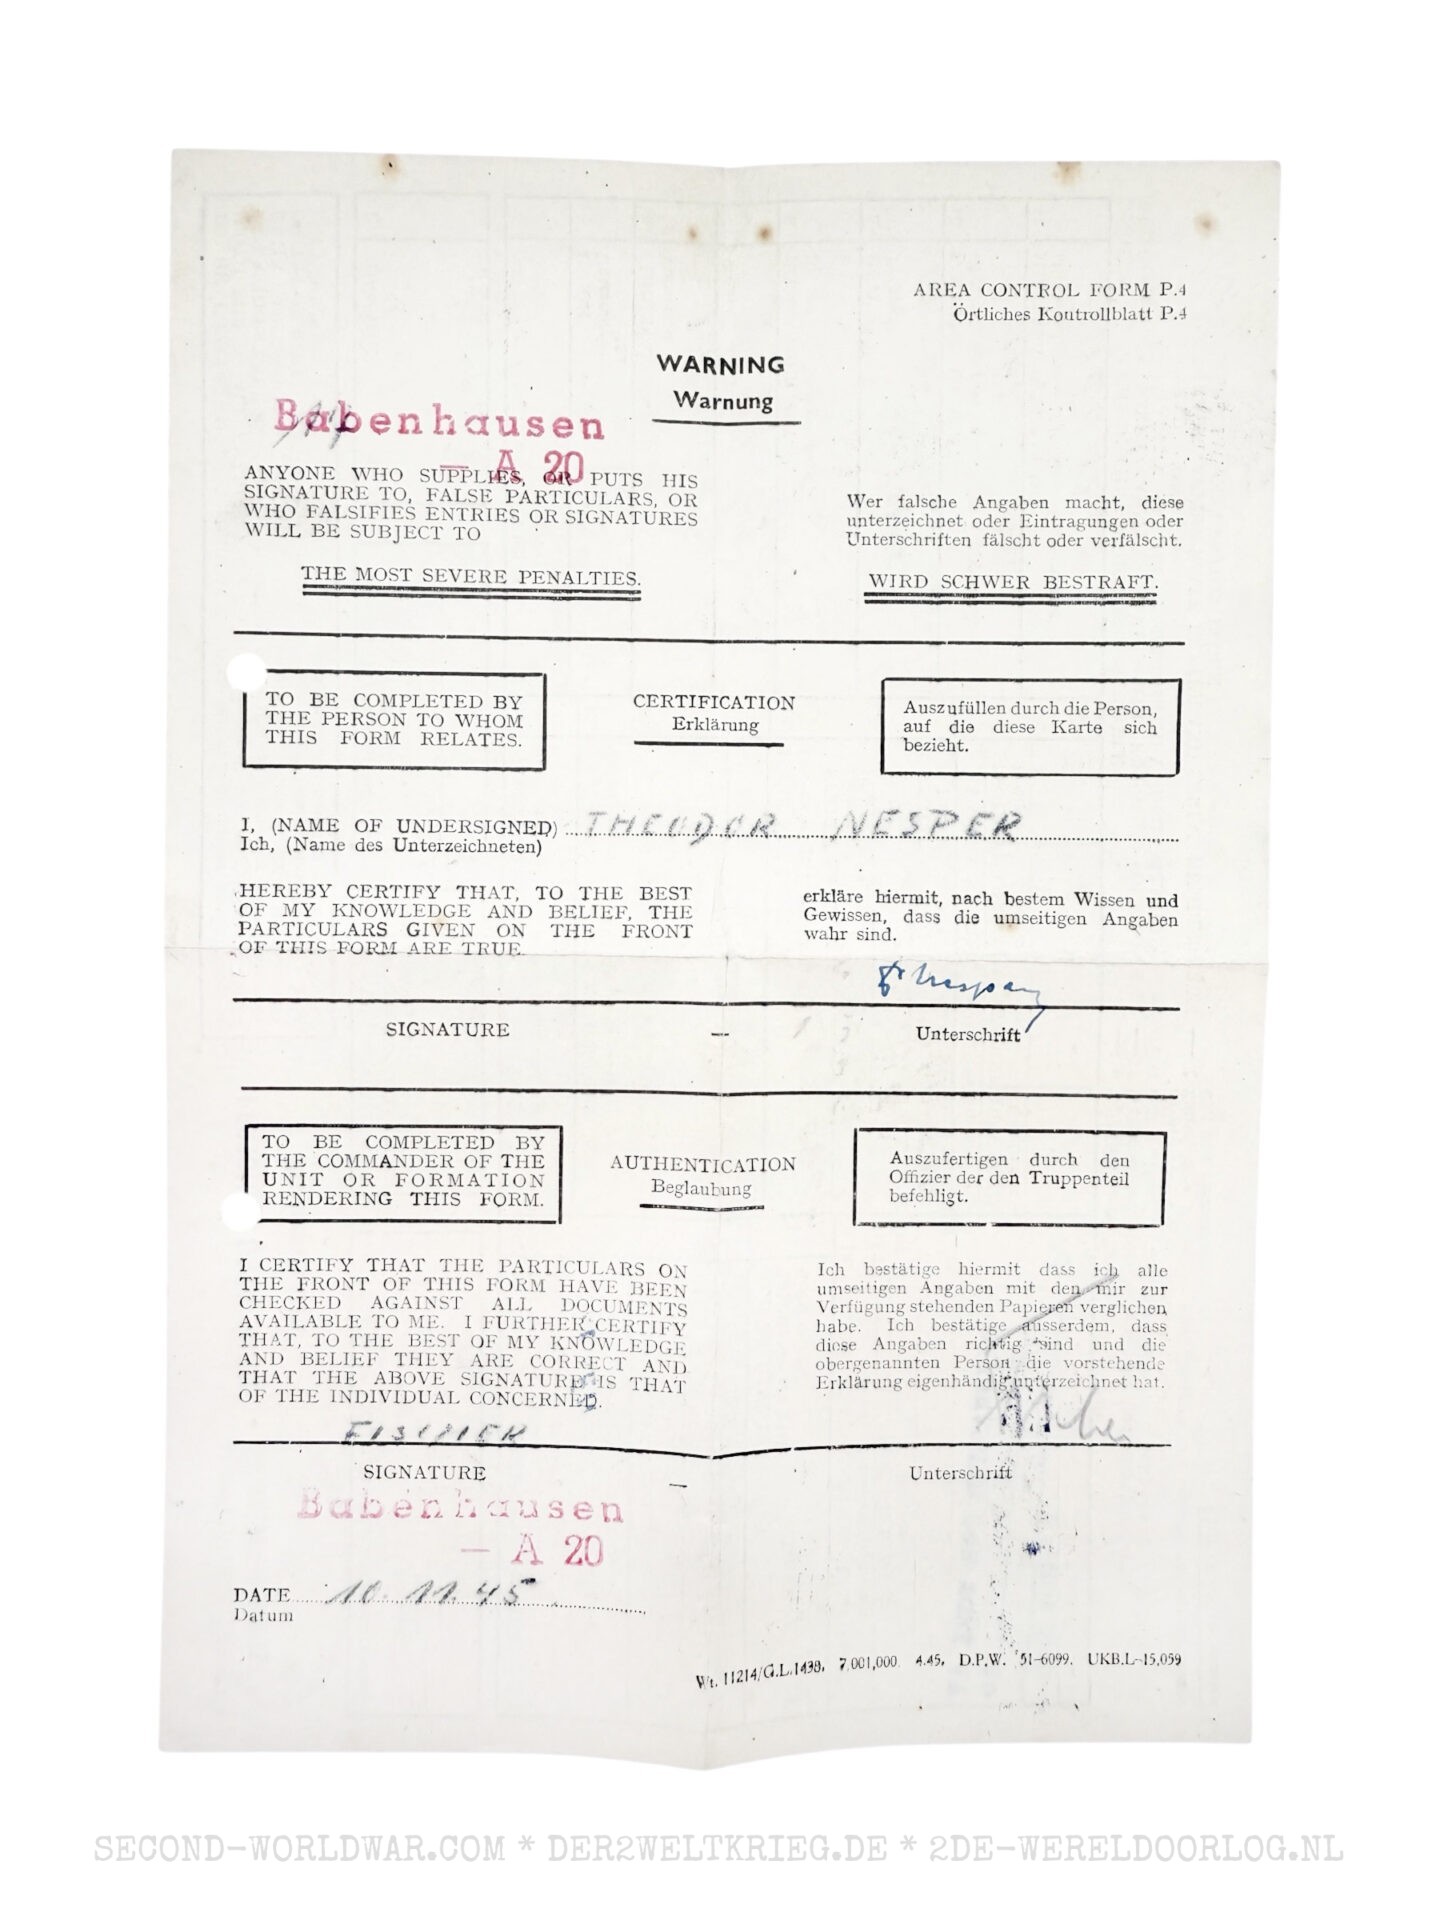 AREA CONTROL FORM P.4
Örtliches Kontrollblatt P.4
WARNING
Warnung
Babenhausen
— A 20
ANYONE WHO SUPPLIES, OR PUTS HIS
SIGNATURE TO, FALSE PARTICULARS, OR
WHO FALSIFIES ENTRIES OR SIGNATURES
WILL BE SUBJECT TO
THE MOST SEVERE PENALTIES.
Wer falsche Angaben macht, diese
unterzeichnet oder Eintragungen oder
Unterschriften fälscht oder verfälscht.
WIRD SCHWER BESTRAFT.
TO BE COMPLETED BY
THE PERSON TO WHOM
THIS FORM RELATES.
CERTIFICATION
Erklärung
Auszufüllen durch die Person,
auf die diese Karte sich
bezieht.
I, (NAME OF UNDERSIGNED) THEODOR NESPER
Ich, (Name des Unterzeichneten)
HEREBY CERTIFY THAT, TO THE BEST
OF MY KNOWLEDGE AND BELIEF, THE
PARTICULARS GIVEN ON THE FRONT
OF THIS FORM ARE TRUE.
erkläre hiermit, nach bestem Wissen und
Gewissen, dass die umseitigen Angaben
wahr sind.
SIGNATURE — Unterschrift
TO BE COMPLETED BY
THE COMMANDER OF THE
UNIT OR FORMATION
RENDERING THIS FORM.
AUTHENTICATION
Beglaubung
Auszufertigen durch den
Offizier der den Truppenteil
befehligt.
I CERTIFY THAT THE PARTICULARS ON
THE FRONT OF THIS FORM HAVE BEEN
CHECKED AGAINST ALL DOCUMENTS
AVAILABLE TO ME. I FURTHER CERTIFY
THAT, TO THE BEST OF MY KNOWLEDGE
AND BELIEF THEY ARE CORRECT AND
THAT THE ABOVE SIGNATURE IS THAT
OF THE INDIVIDUAL CONCERNED.
Ich bestätige hiermit dass ich alle
umseitigen Angaben mit den mir zur
Verfügung stehenden Papieren verglichen
habe. Ich bestätige ausserdem, dass
diese Angaben richtig sind und die
obergenannten Person die vorstehende
Erklärung eigenhändig unterzeichnet hat.
SIGNATURE — Unterschrift
Babenhausen
— A 20
DATE 10.11.45
Datum
Wt. 11214/G.L.1438. 7,001,000. 4.45. D.P.W. 51-6099. UKB.L-15,059
SECOND-WORLDWAR.COM * DER2WELTKRIEG.DE * 2DE-WERELDOORLOG.NL